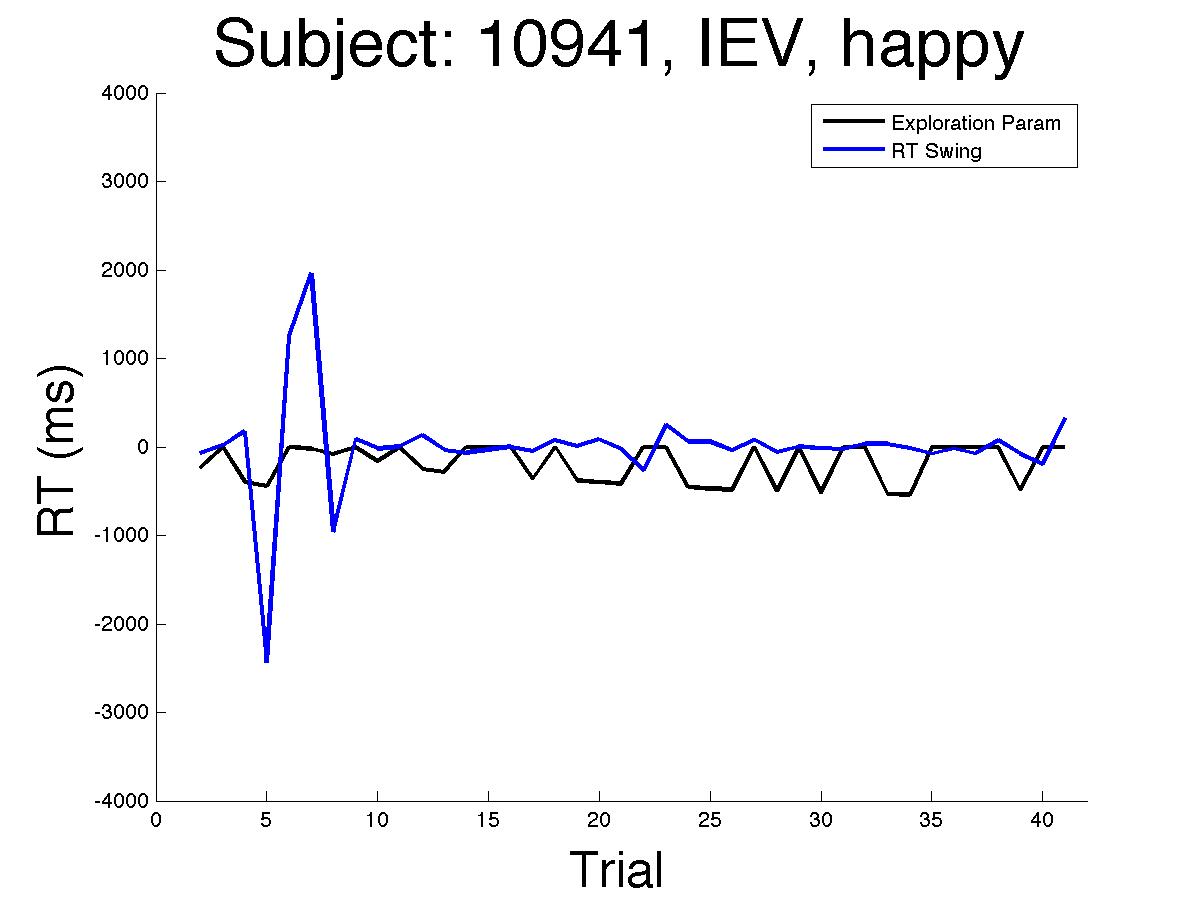 Subject: 10941, IEV, happy
Exploration Param
RT Swing
4000
3000
2000
1000
0
-1000
-2000
-3000
-4000
RT (ms)
0 5 10 15 20 25 30 35 40
Trial